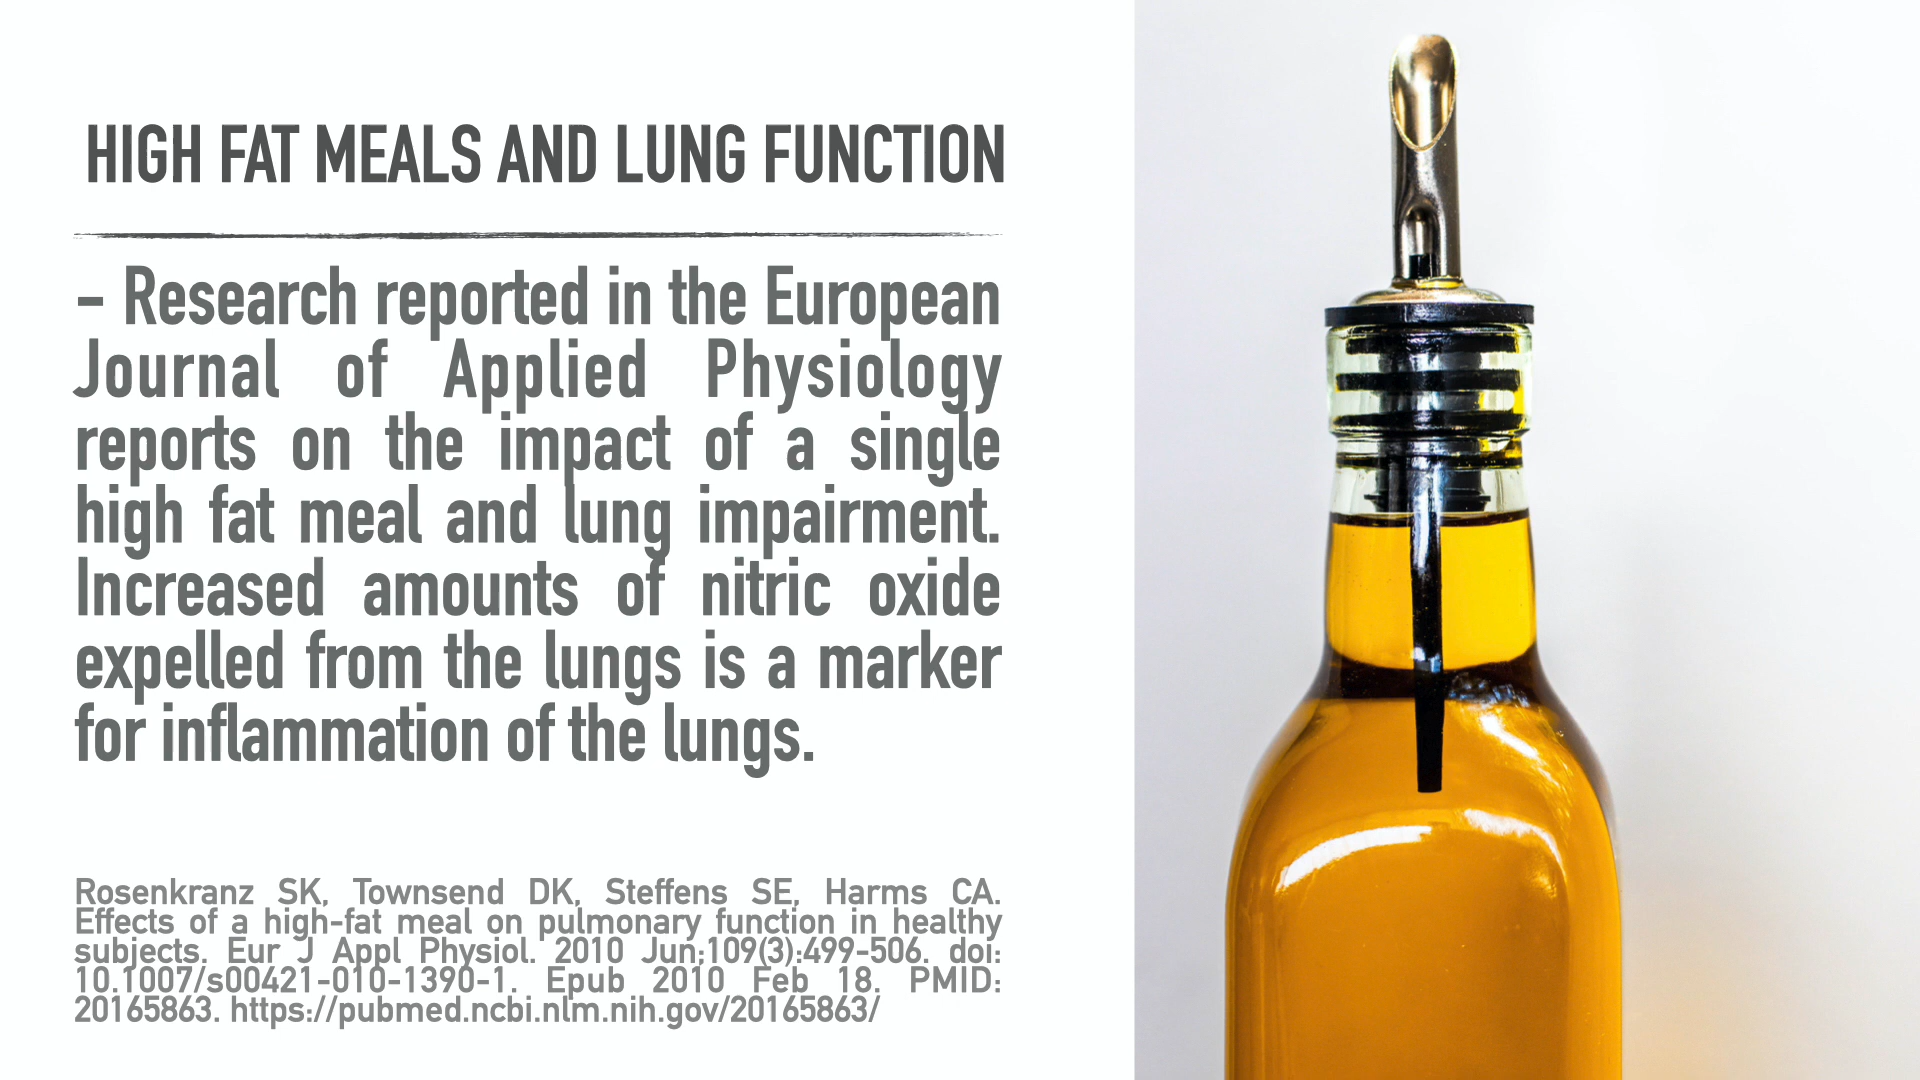 HIGH FAT MEALS AND LUNG FUNCTION
– Research reported in the European
Journal of Applied Physiology
reports on the impact of a single
high fat meal and lung impairment.
Increased amounts of nitric oxide
expelled from the lungs is a marker
for inflammation of the lungs.
Rosenkranz SK, Townsend DK, Steffens SE, Harms CA.
Effects of a high-fat meal on pulmonary function in healthy
subjects. Eur J Appl Physiol. 2010 Jun;109(3):499-506. doi:
10.1007/s00421-010-1390-1. Epub 2010 Feb 18. PMID:
20165863. https://pubmed.ncbi.nlm.nih.gov/20165863/